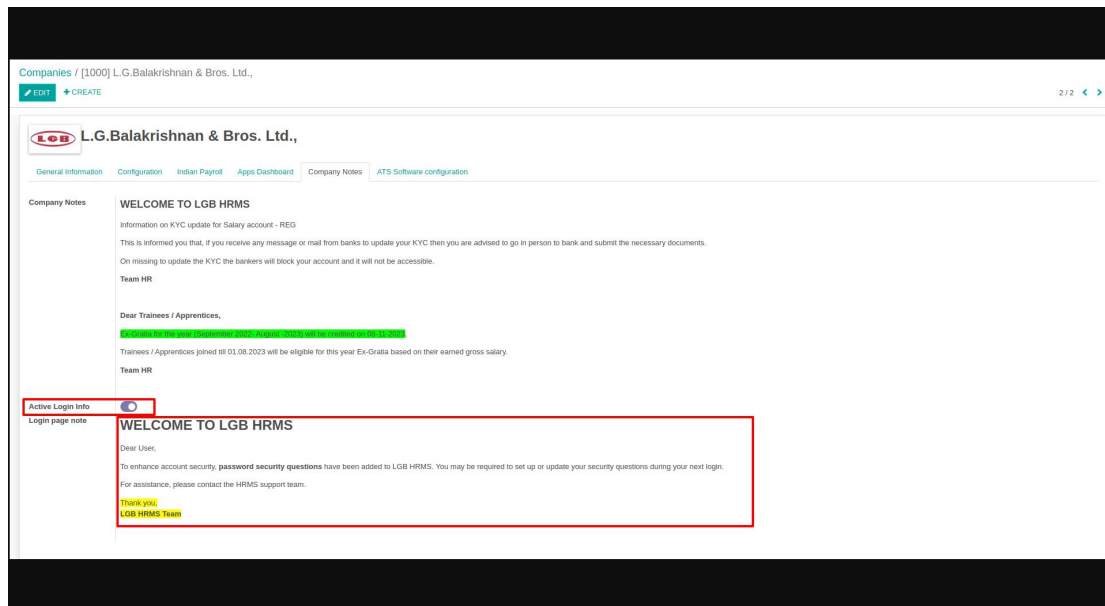 Companies / [1000] L.G.Balakrishnan & Bros. Ltd.,
EDIT + CREATE
2 / 2
LGB L.G.Balakrishnan & Bros. Ltd.,
General Information Configuration Indian Payroll Apps Dashboard Company Notes ATS Software configuration
Company Notes
WELCOME TO LGB HRMS
Information on KYC update for Salary account - REG
This is informed you that, if you receive any message or mail from banks to update your KYC then you are advised to go in person to bank and submit the necessary documents.
On missing to update the KYC the bankers will block your account and it will not be accessible.
Team HR
Dear Trainees / Apprentices,
Ex-Gratia for the year (September 2022- August -2023) will be credited on 08-11-2023.
Trainees / Apprentices joined till 01.08.2023 will be eligible for this year Ex-Gratia based on their earned gross salary.
Team HR
Active Login Info
Login page note
WELCOME TO LGB HRMS
Dear User,
To enhance account security, password security questions have been added to LGB HRMS. You may be required to set up or update your security questions during your next login.
For assistance, please contact the HRMS support team.
Thank you,
LGB HRMS Team